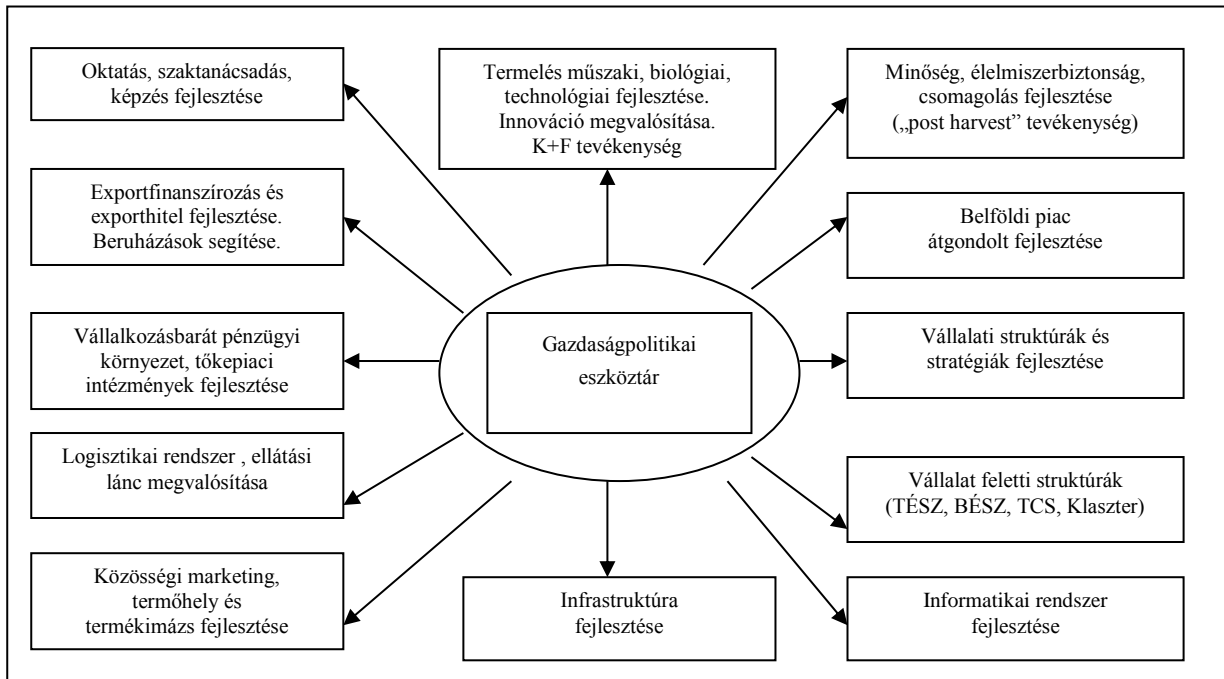 Oktatás, szaktanácsadás,
képzés fejlesztése
Termelés műszaki, biológiai,
technológiai fejlesztése.
Innováció megvalósítása.
K+F tevékenység
Minőség, élelmiszerbiztonság,
csomagolás fejlesztése
(„post harvest” tevékenység)
Exportfinanszírozás és
exporthitel fejlesztése.
Beruházások segítése.
Belföldi piac
átgondolt fejlesztése
Vállalkozásbarát pénzügyi
környezet, tőkepiaci
intézmények fejlesztése
Gazdaságpolitikai
eszköztár
Vállalati struktúrák és
stratégiák fejlesztése
Logisztikai rendszer , ellátási
lánc megvalósítása
Vállalat feletti struktúrák
(TÉSZ, BÉSZ, TCS, Klaszter)
Közösségi marketing,
termőhely és
termékimázs fejlesztése
Infrastruktúra
fejlesztése
Informatikai rendszer
fejlesztése